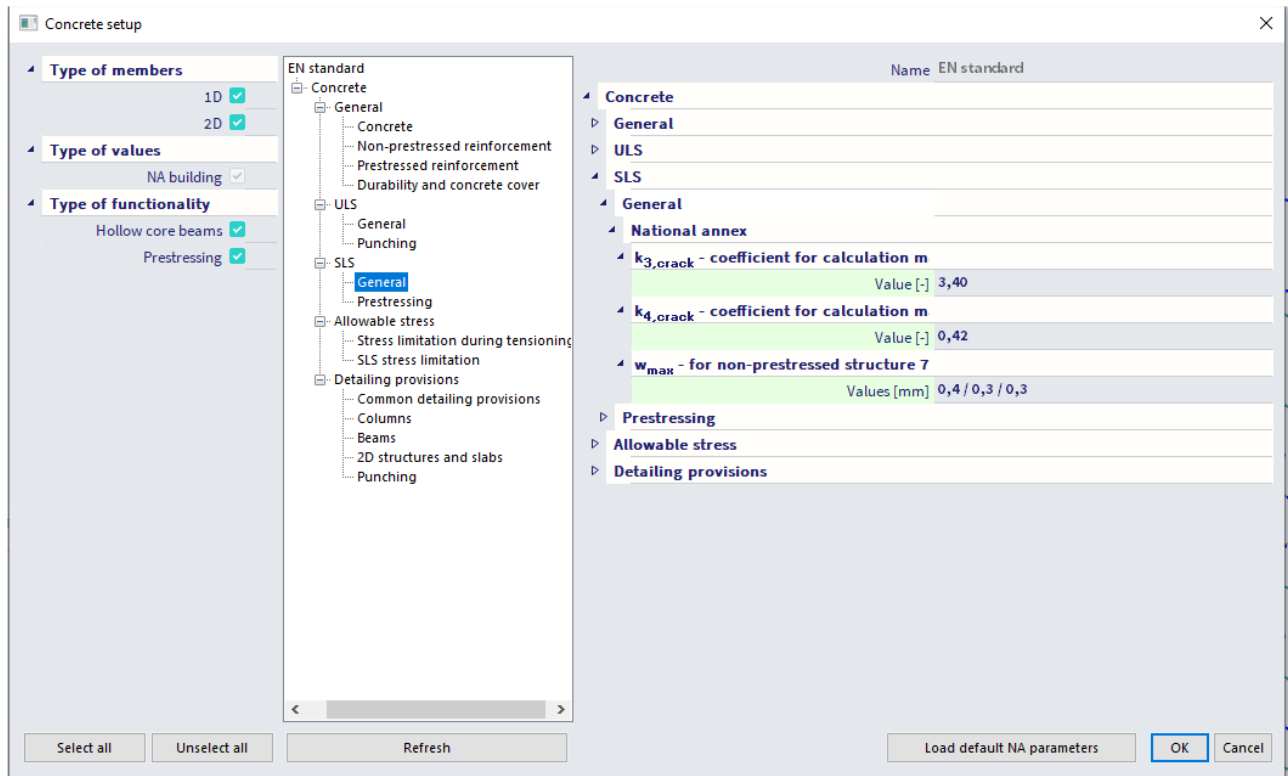 Concrete setup
Type of members
1D
2D
Type of values
NA building
Type of functionality
Hollow core beams
Prestressing
EN standard
Concrete
General
Concrete
Non-prestressed reinforcement
Prestressed reinforcement
Durability and concrete cover
ULS
General
Punching
SLS
General
Prestressing
Allowable stress
Stress limitation during tensioning
SLS stress limitation
Detailing provisions
Common detailing provisions
Columns
Beams
2D structures and slabs
Punching
Name EN standard
Concrete
General
ULS
SLS
General
National annex
k3,crack - coefficient for calculation m
Value [-] 3,40
k4,crack - coefficient for calculation m
Value [-] 0,42
wmax - for non-prestressed structure 7
Values [mm] 0,4 / 0,3 / 0,3
Prestressing
Allowable stress
Detailing provisions
Select all Unselect all Refresh Load default NA parameters OK Cancel